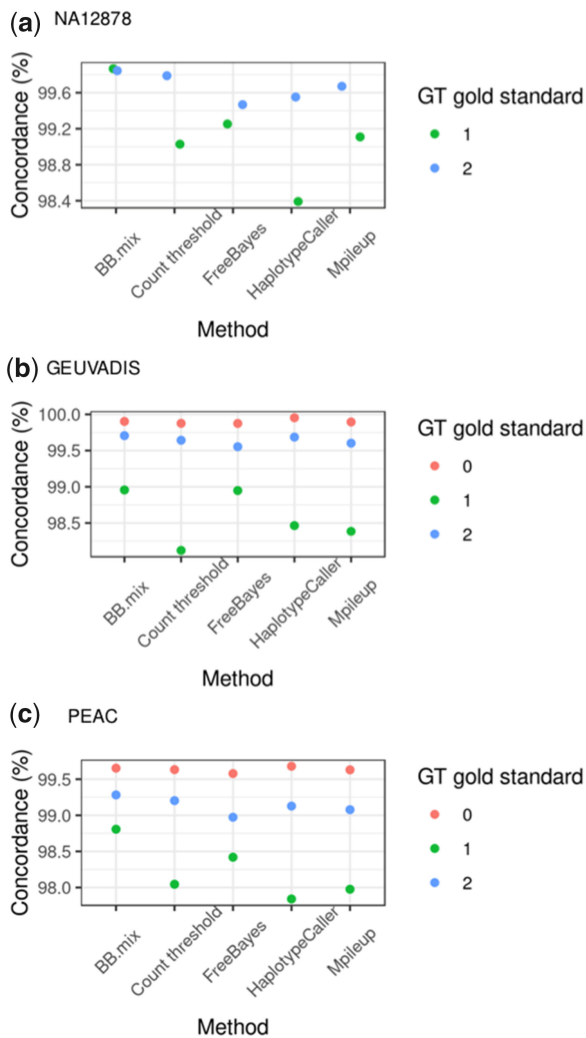 (a) NA12878
Concordance (%)
99.6
99.2
98.8
98.4
BB.mix
Count threshold
FreeBayes
HaplotypeCaller
Mpileup
Method
GT gold standard
1
2
(b) GEUVADIS
Concordance (%)
100.0
99.5
99.0
98.5
BB.mix
Count threshold
FreeBayes
HaplotypeCaller
Mpileup
Method
GT gold standard
0
1
2
(c) PEAC
Concordance (%)
99.5
99.0
98.5
98.0
BB.mix
Count threshold
FreeBayes
HaplotypeCaller
Mpileup
Method
GT gold standard
0
1
2